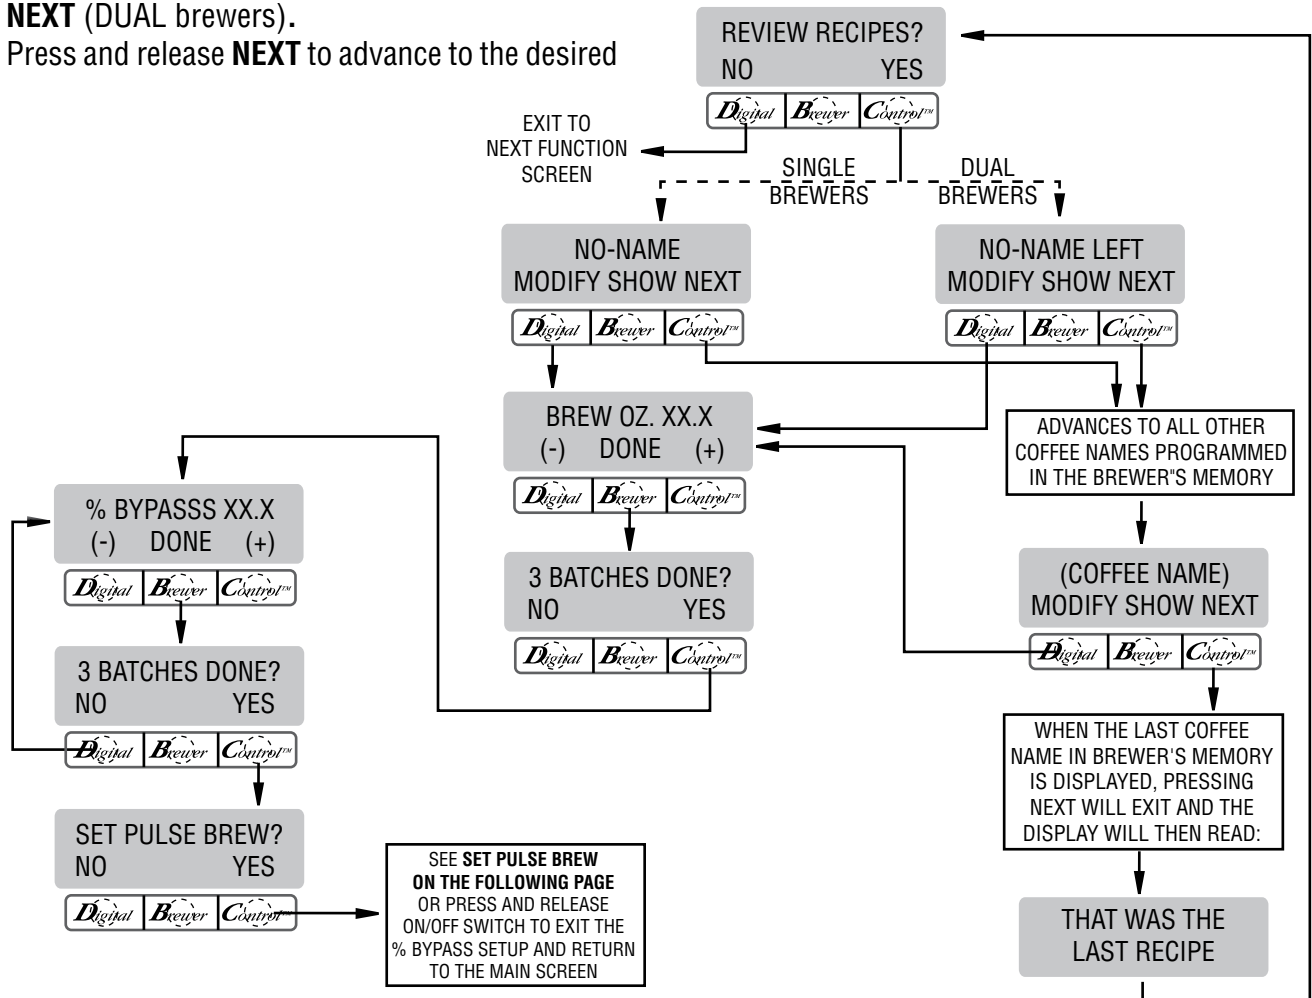 NEXT (DUAL brewers).
Press and release NEXT to advance to the desired
REVIEW RECIPES?
NO YES
Digital Brewer Control™
EXIT TO
NEXT FUNCTION
SCREEN
SINGLE
BREWERS
DUAL
BREWERS
NO-NAME
MODIFY SHOW NEXT
Digital Brewer Control™
NO-NAME LEFT
MODIFY SHOW NEXT
Digital Brewer Control™
BREW OZ. XX.X
(-) DONE (+)
Digital Brewer Control™
ADVANCES TO ALL OTHER
COFFEE NAMES PROGRAMMED
IN THE BREWER"S MEMORY
% BYPASSS XX.X
(-) DONE (+)
Digital Brewer Control™
3 BATCHES DONE?
NO YES
Digital Brewer Control™
(COFFEE NAME)
MODIFY SHOW NEXT
Digital Brewer Control™
3 BATCHES DONE?
NO YES
Digital Brewer Control™
WHEN THE LAST COFFEE
NAME IN BREWER'S MEMORY
IS DISPLAYED, PRESSING
NEXT WILL EXIT AND THE
DISPLAY WILL THEN READ:
SET PULSE BREW?
NO YES
Digital Brewer Control™
SEE SET PULSE BREW
ON THE FOLLOWING PAGE
OR PRESS AND RELEASE
ON/OFF SWITCH TO EXIT THE
% BYPASS SETUP AND RETURN
TO THE MAIN SCREEN
THAT WAS THE
LAST RECIPE